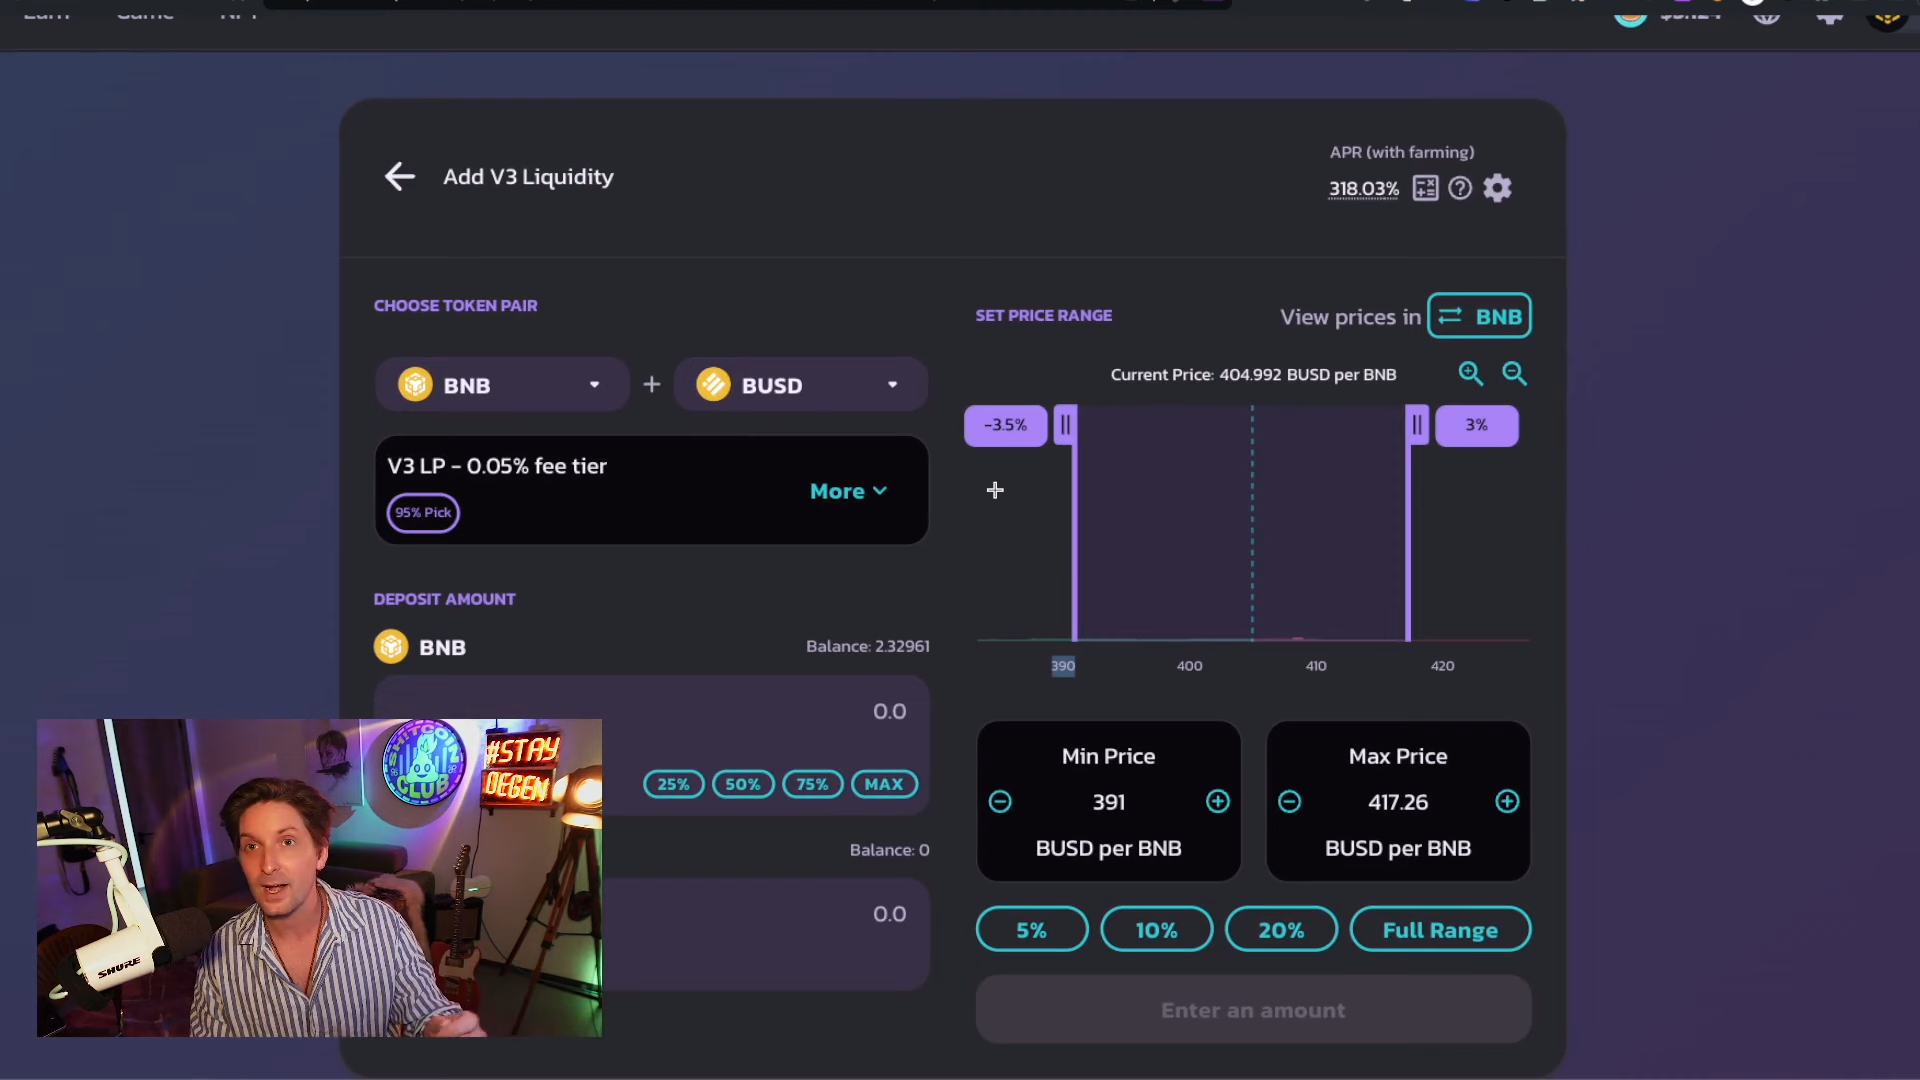 Add V3 Liquidity
APR (with farming)
318.03%
CHOOSE TOKEN PAIR
SET PRICE RANGE
View prices in
BNB
BNB
+
BUSD
Current Price: 404.992 BUSD per BNB
-3.5%
3%
V3 LP - 0.05% fee tier
More
95% Pick
DEPOSIT AMOUNT
BNB
Balance: 2.32961
390
400
410
420
0.0
25%
50%
75%
MAX
Min Price
391
BUSD per BNB
Max Price
417.26
BUSD per BNB
Balance: 0
0.0
5%
10%
20%
Full Range
Enter an amount
SH!TCOIN
CLUB
#STAY
DEGEN
SHURE